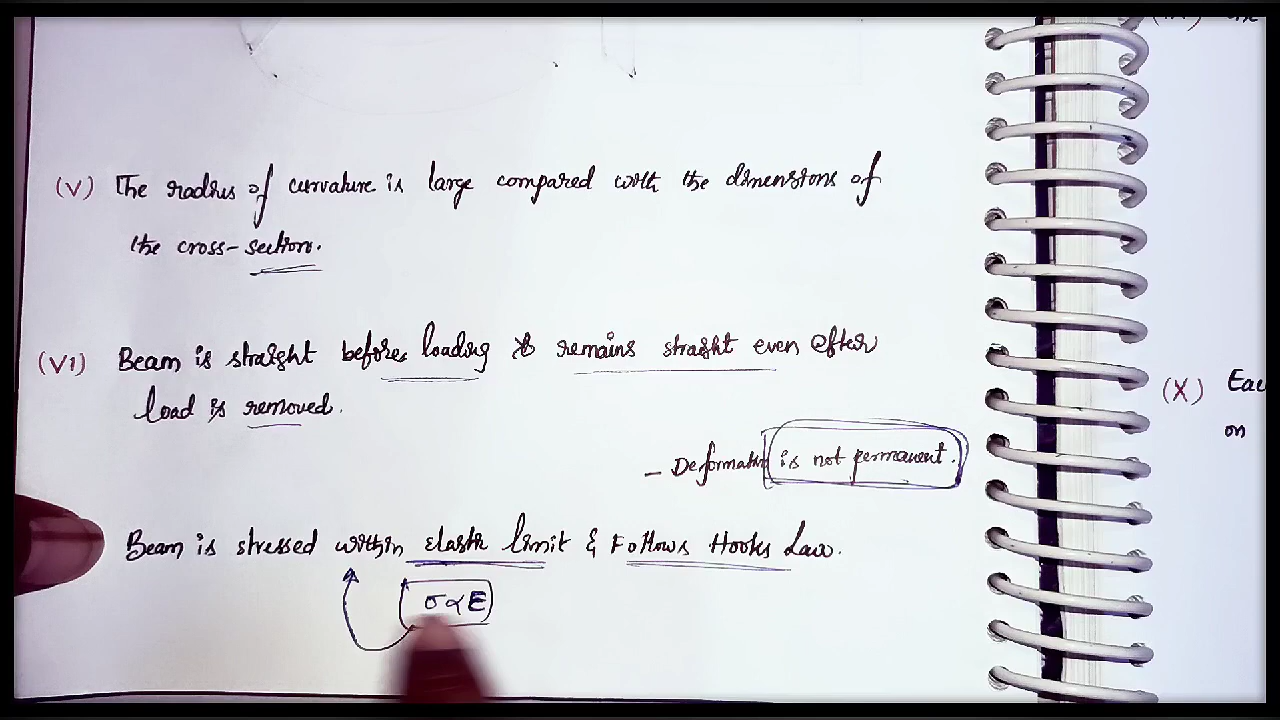 (V) The radius of curvature is large compared with the dimensions of
the cross-section.
(VI) Beam is straight before loading & remains straight even after
load is removed.
– Deformation is not permanent.
Beam is stressed within elastic limit & Follows Hooks Law.
σ ∝ E
(X) Eac
on